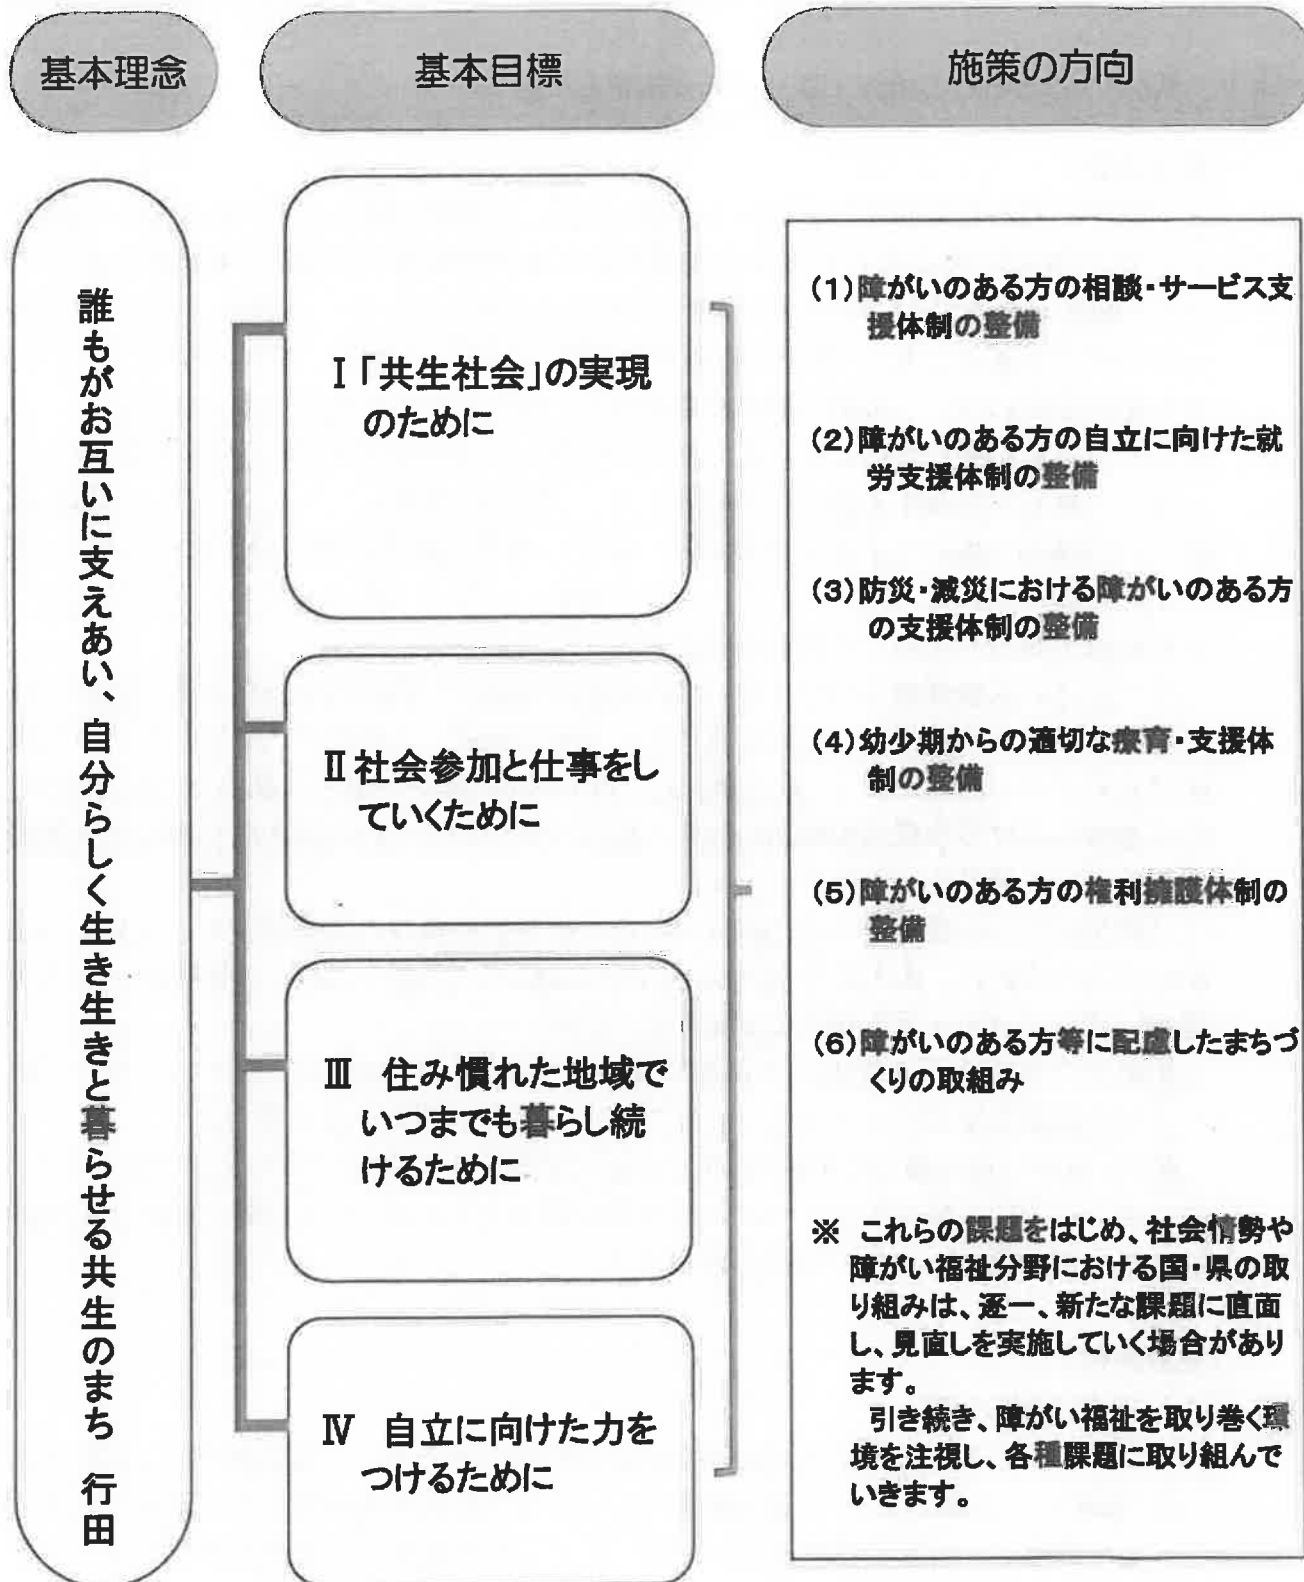 基本理念
基本目標
施策の方向
誰もがお互いに支えあい、自分らしく生き生きと暮らせる共生のまち　行田
Ⅰ「共生社会」の実現
のために
Ⅱ社会参加と仕事をし
ていくために
Ⅲ　住み慣れた地域で
いつまでも暮らし続
けるために
Ⅳ　自立に向けた力を
つけるために
(1)障がいのある方の相談・サービス支
援体制の整備
(2)障がいのある方の自立に向けた就
労支援体制の整備
(3)防災・減災における障がいのある方
の支援体制の整備
(4)幼少期からの適切な療育・支援体
制の整備
(5)障がいのある方の権利擁護体制の
整備
(6)障がいのある方等に配慮したまちづ
くりの取組み
※　これらの課題をはじめ、社会情勢や
障がい福祉分野における国・県の取
り組みは、逐一、新たな課題に直面
し、見直しを実施していく場合があり
ます。
引き続き、障がい福祉を取り巻く環
境を注視し、各種課題に取り組んで
いきます。